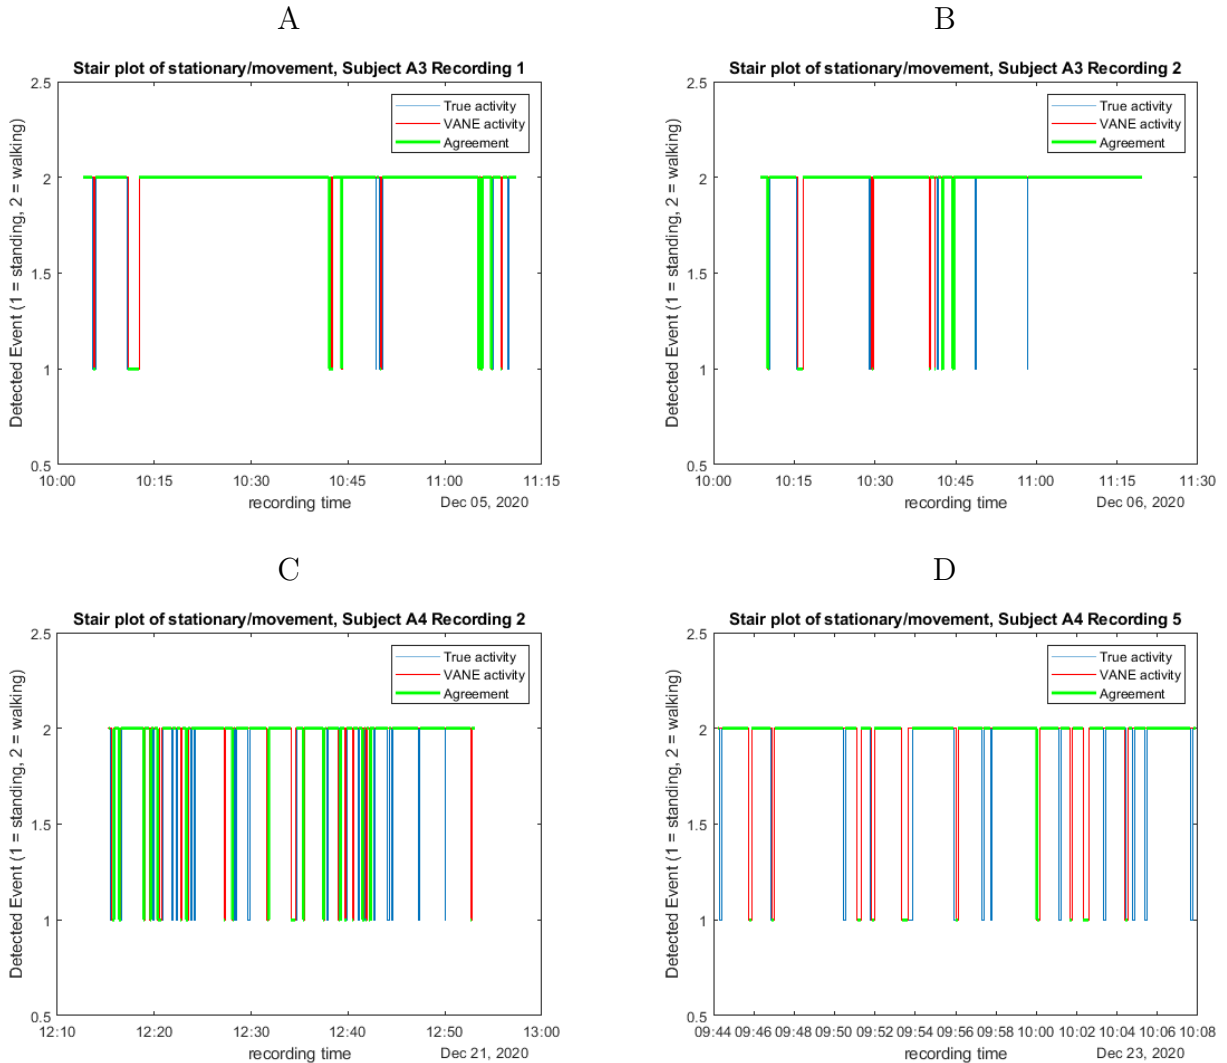 A
Stair plot of stationary/movement, Subject A3 Recording 1
Detected Event (1 = standing, 2 = walking)
2.5
2
1.5
1
0.5
True activity
VANE activity
Agreement
10:00 10:15 10:30 10:45 11:00 11:15
recording time
Dec 05, 2020
B
Stair plot of stationary/movement, Subject A3 Recording 2
Detected Event (1 = standing, 2 = walking)
2.5
2
1.5
1
0.5
True activity
VANE activity
Agreement
10:00 10:15 10:30 10:45 11:00 11:15 11:30
recording time
Dec 06, 2020
C
Stair plot of stationary/movement, Subject A4 Recording 2
Detected Event (1 = standing, 2 = walking)
2.5
2
1.5
1
0.5
True activity
VANE activity
Agreement
12:10 12:20 12:30 12:40 12:50 13:00
recording time
Dec 21, 2020
D
Stair plot of stationary/movement, Subject A4 Recording 5
Detected Event (1 = standing, 2 = walking)
2.5
2
1.5
1
0.5
True activity
VANE activity
Agreement
09:44 09:46 09:48 09:50 09:52 09:54 09:56 09:58 10:00 10:02 10:04 10:06 10:08
recording time
Dec 23, 2020